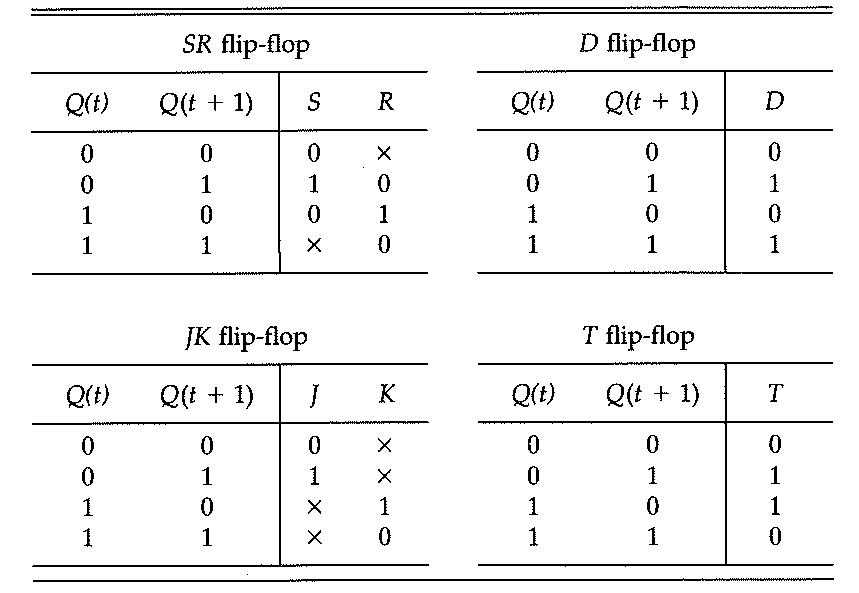 SR flip-flop
Q(t) Q(t + 1) S R
0 0 0 ×
0 1 1 0
1 0 0 1
1 1 × 0
D flip-flop
Q(t) Q(t + 1) D
0 0 0
0 1 1
1 0 0
1 1 1
JK flip-flop
Q(t) Q(t + 1) J K
0 0 0 ×
0 1 1 ×
1 0 × 1
1 1 × 0
T flip-flop
Q(t) Q(t + 1) T
0 0 0
0 1 1
1 0 1
1 1 0